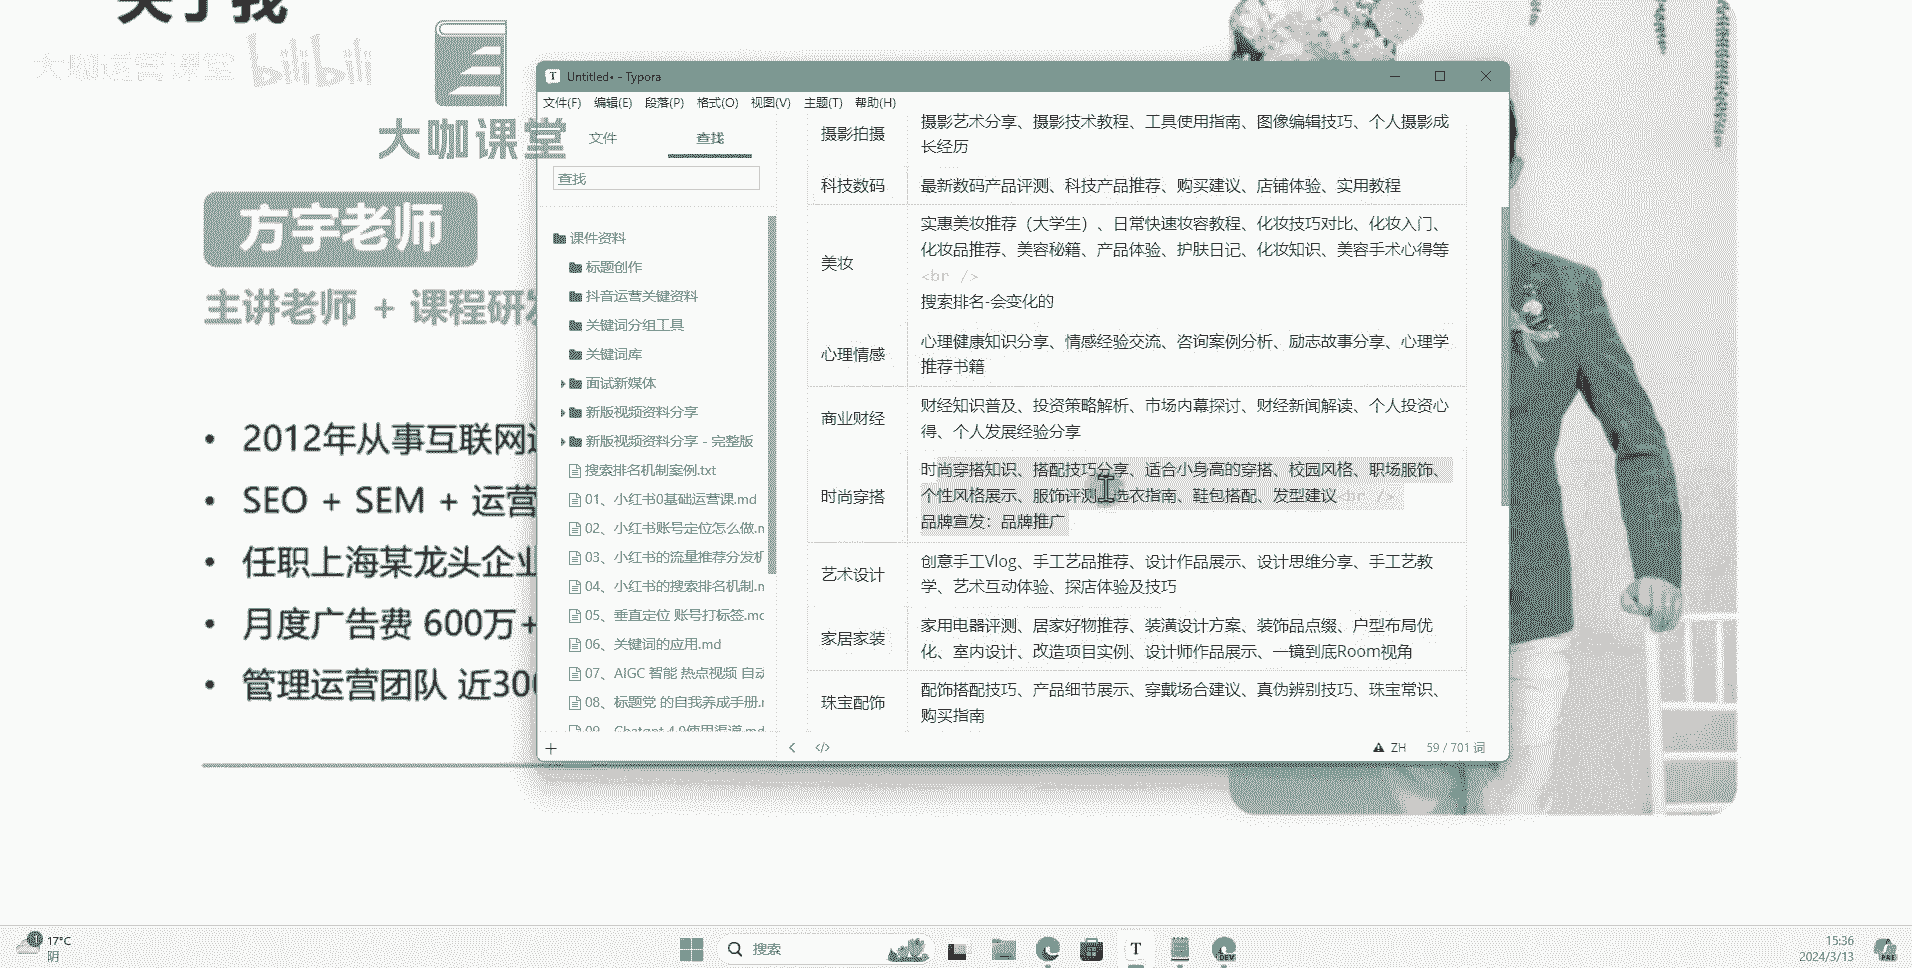 关于我
大咖运营课堂 bilibili
大咖课堂
方宇老师
主讲老师 + 课程研发
2012年从事互联网运
SEO + SEM + 运营
任职上海某龙头企业
月度广告费 600万+
管理运营团队 近300
Untitled• - Typora
文件(F) 编辑(E) 段落(P) 格式(O) 视图(V) 主题(T) 帮助(H)
文件 查找
查找
课件资料
标题创作
抖音运营关键资料
关键词分组工具
关键词库
面试新媒体
新版视频资料分享
新版视频资料分享 - 完整版
搜索排名机制案例.txt
01、小红书0基础运营课.md
02、小红书账号定位怎么做.m
03、小红书的流量推荐分发机
04、小红书的搜索排名机制.m
05、垂直定位 账号打标签.mc
06、关键词的应用.md
07、AIGC 智能 热点视频 自动
08、标题党 的自我养成手册.r
09、Chatgpt 4.0使用渠道.md
摄影拍摄
摄影艺术分享、摄影技术教程、工具使用指南、图像编辑技巧、个人摄影成
长经历
科技数码
最新数码产品评测、科技产品推荐、购买建议、店铺体验、实用教程
美妆
实惠美妆推荐（大学生）、日常快速妆容教程、化妆技巧对比、化妆入门、
化妆品推荐、美容秘籍、产品体验、护肤日记、化妆知识、美容手术心得等
<br />
搜索排名-会变化的
心理情感
心理健康知识分享、情感经验交流、咨询案例分析、励志故事分享、心理学
推荐书籍
商业财经
财经知识普及、投资策略解析、市场内幕探讨、财经新闻解读、个人投资心
得、个人发展经验分享
时尚穿搭
时尚穿搭知识、搭配技巧分享、适合小身高的穿搭、校园风格、职场服饰、
个性风格展示、服饰评测、选衣指南、鞋包搭配、发型建议<br />
品牌宣发：品牌推广
艺术设计
创意手工Vlog、手工艺品推荐、设计作品展示、设计思维分享、手工艺教
学、艺术互动体验、探店体验及技巧
家居家装
家用电器评测、居家好物推荐、装潢设计方案、装饰品点缀、户型布局优
化、室内设计、改造项目实例、设计师作品展示、一镜到底Room视角
珠宝配饰
配饰搭配技巧、产品细节展示、穿戴场合建议、真伪辨别技巧、珠宝常识、
购买指南
ZH 59 / 701 词
17°C
阴
搜索
15:36
2024/3/13